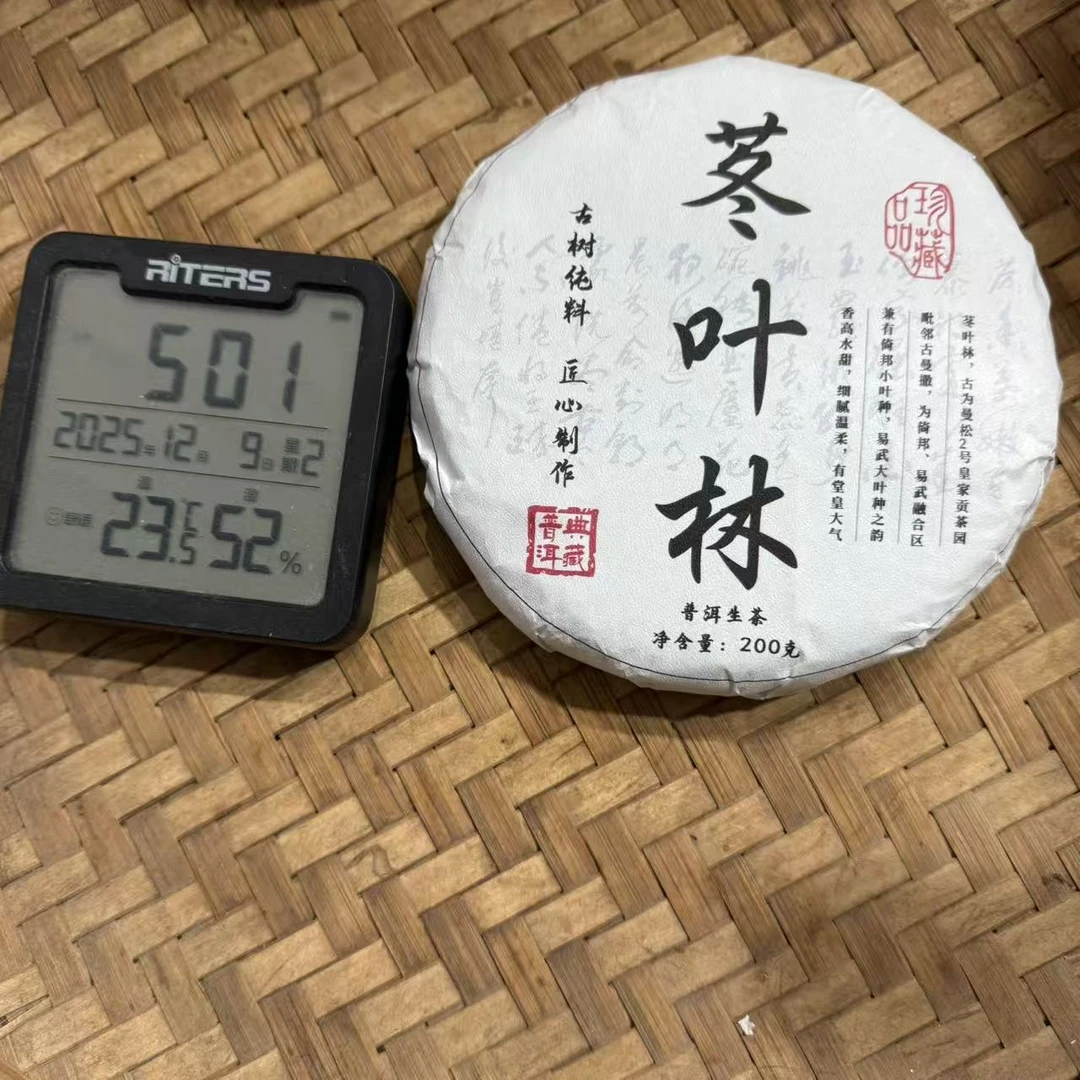 RITERS
501
2025年12月9日 星期2
温 湿
23.5℃ 52%
茎叶林
古树纯料 匠心制作
珍藏品
茎叶林，古为曼松2号皇家贡茶园
毗邻古曼撒，为倚邦、易武融合区
兼有倚邦小叶种，易武大叶种之韵
香高水甜，细腻温柔，有堂皇大气
典藏普洱
普洱生茶
净含量：200克